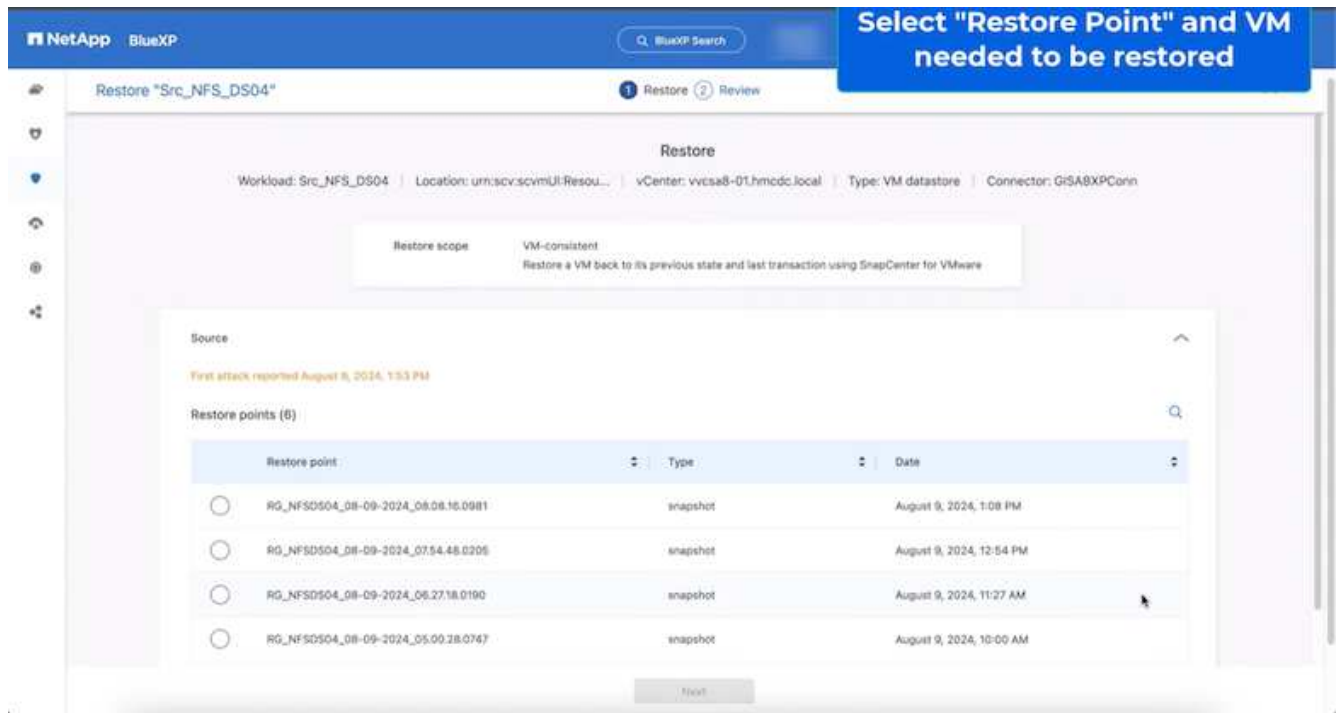 NetApp BlueXP
BlueXP Search
Select "Restore Point" and VM
needed to be restored
Restore "Src_NFS_DS04"
1 Restore 2 Review
Restore
Workload: Src_NFS_DS04 | Location: urn:scv:scvmUI:Resou... | vCenter: vvcsa8-01.hmcdc.local | Type: VM datastore | Connector: GISABXPConn
Restore scope VM-consistent
Restore a VM back to its previous state and last transaction using SnapCenter for VMware
Source
First attack reported August 9, 2024, 1:53 PM
Restore points (6)
Restore point Type Date
RG_NFSDS04_08-09-2024_08.08.16.0981 snapshot August 9, 2024, 1:08 PM
RG_NFSDS04_08-09-2024_07.54.48.0205 snapshot August 9, 2024, 12:54 PM
RG_NFSDS04_08-09-2024_06.27.18.0190 snapshot August 9, 2024, 11:27 AM
RG_NFSDS04_08-09-2024_05.00.28.0747 snapshot August 9, 2024, 10:00 AM
Next